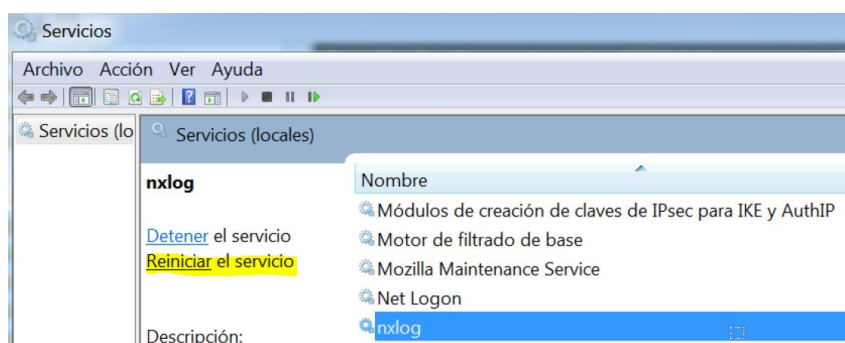 Servicios
Archivo Acción Ver Ayuda
Servicios (lo
Servicios (locales)
nxlog
Detener el servicio
Reiniciar el servicio
Descripción:
Nombre
Módulos de creación de claves de IPsec para IKE y AuthIP
Motor de filtrado de base
Mozilla Maintenance Service
Net Logon
nxlog